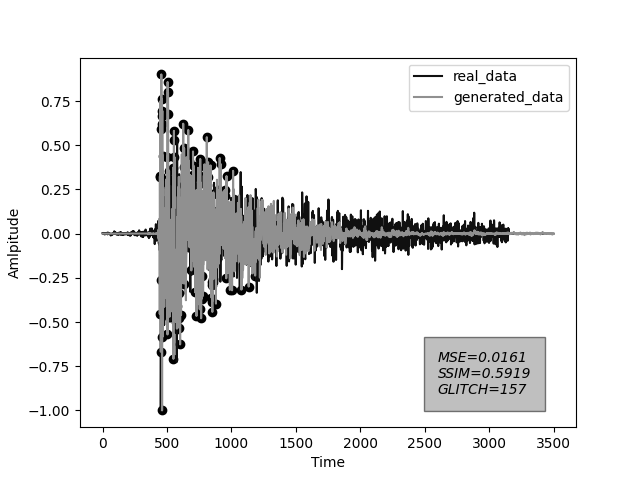 real_data
generated_data
0.75
0.50
0.25
0.00
−0.25
−0.50
−0.75
−1.00
Amlpitude
MSE=0.0161
SSIM=0.5919
GLITCH=157
0 500 1000 1500 2000 2500 3000 3500
Time